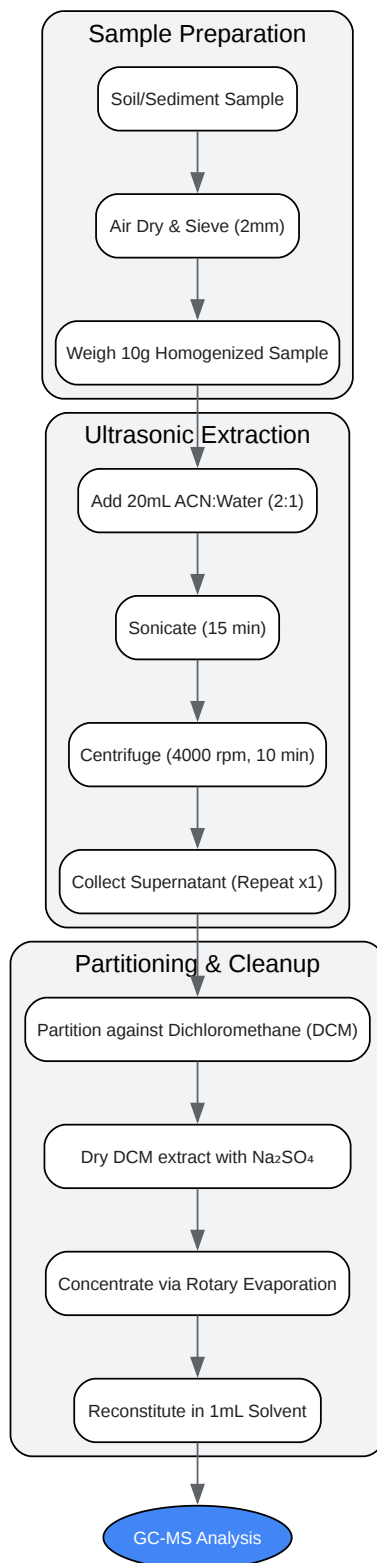 Sample Preparation
Soil/Sediment Sample
Air Dry & Sieve (2mm)
Weigh 10g Homogenized Sample
Ultrasonic Extraction
Add 20mL ACN:Water (2:1)
Sonicate (15 min)
Centrifuge (4000 rpm, 10 min)
Collect Supernatant (Repeat x1)
Partitioning & Cleanup
Partition against Dichloromethane (DCM)
Dry DCM extract with Na₂SO₄
Concentrate via Rotary Evaporation
Reconstitute in 1mL Solvent
GC-MS Analysis